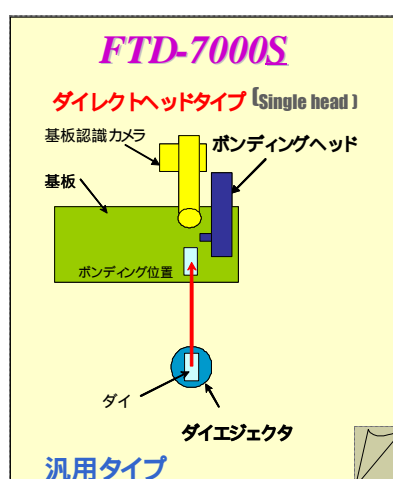 FTD-7000S
ダイレクトヘッドタイプ (Single head )
基板認識カメラ
ボンディングヘッド
基板
ボンディング位置
ダイ
ダイエジェクタ
汎用タイプ